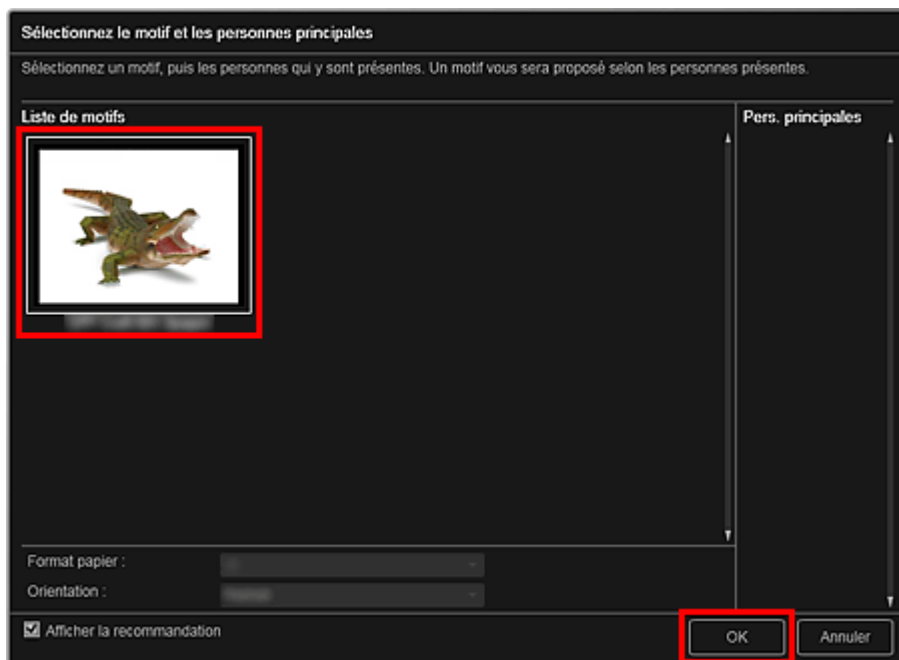 Sélectionnez le motif et les personnes principales
Sélectionnez un motif, puis les personnes qui y sont présentes. Un motif vous sera proposé selon les personnes présentes.
Liste de motifs
Pers. principales
Format papier :
Orientation :
Afficher la recommandation
OK
Annuler